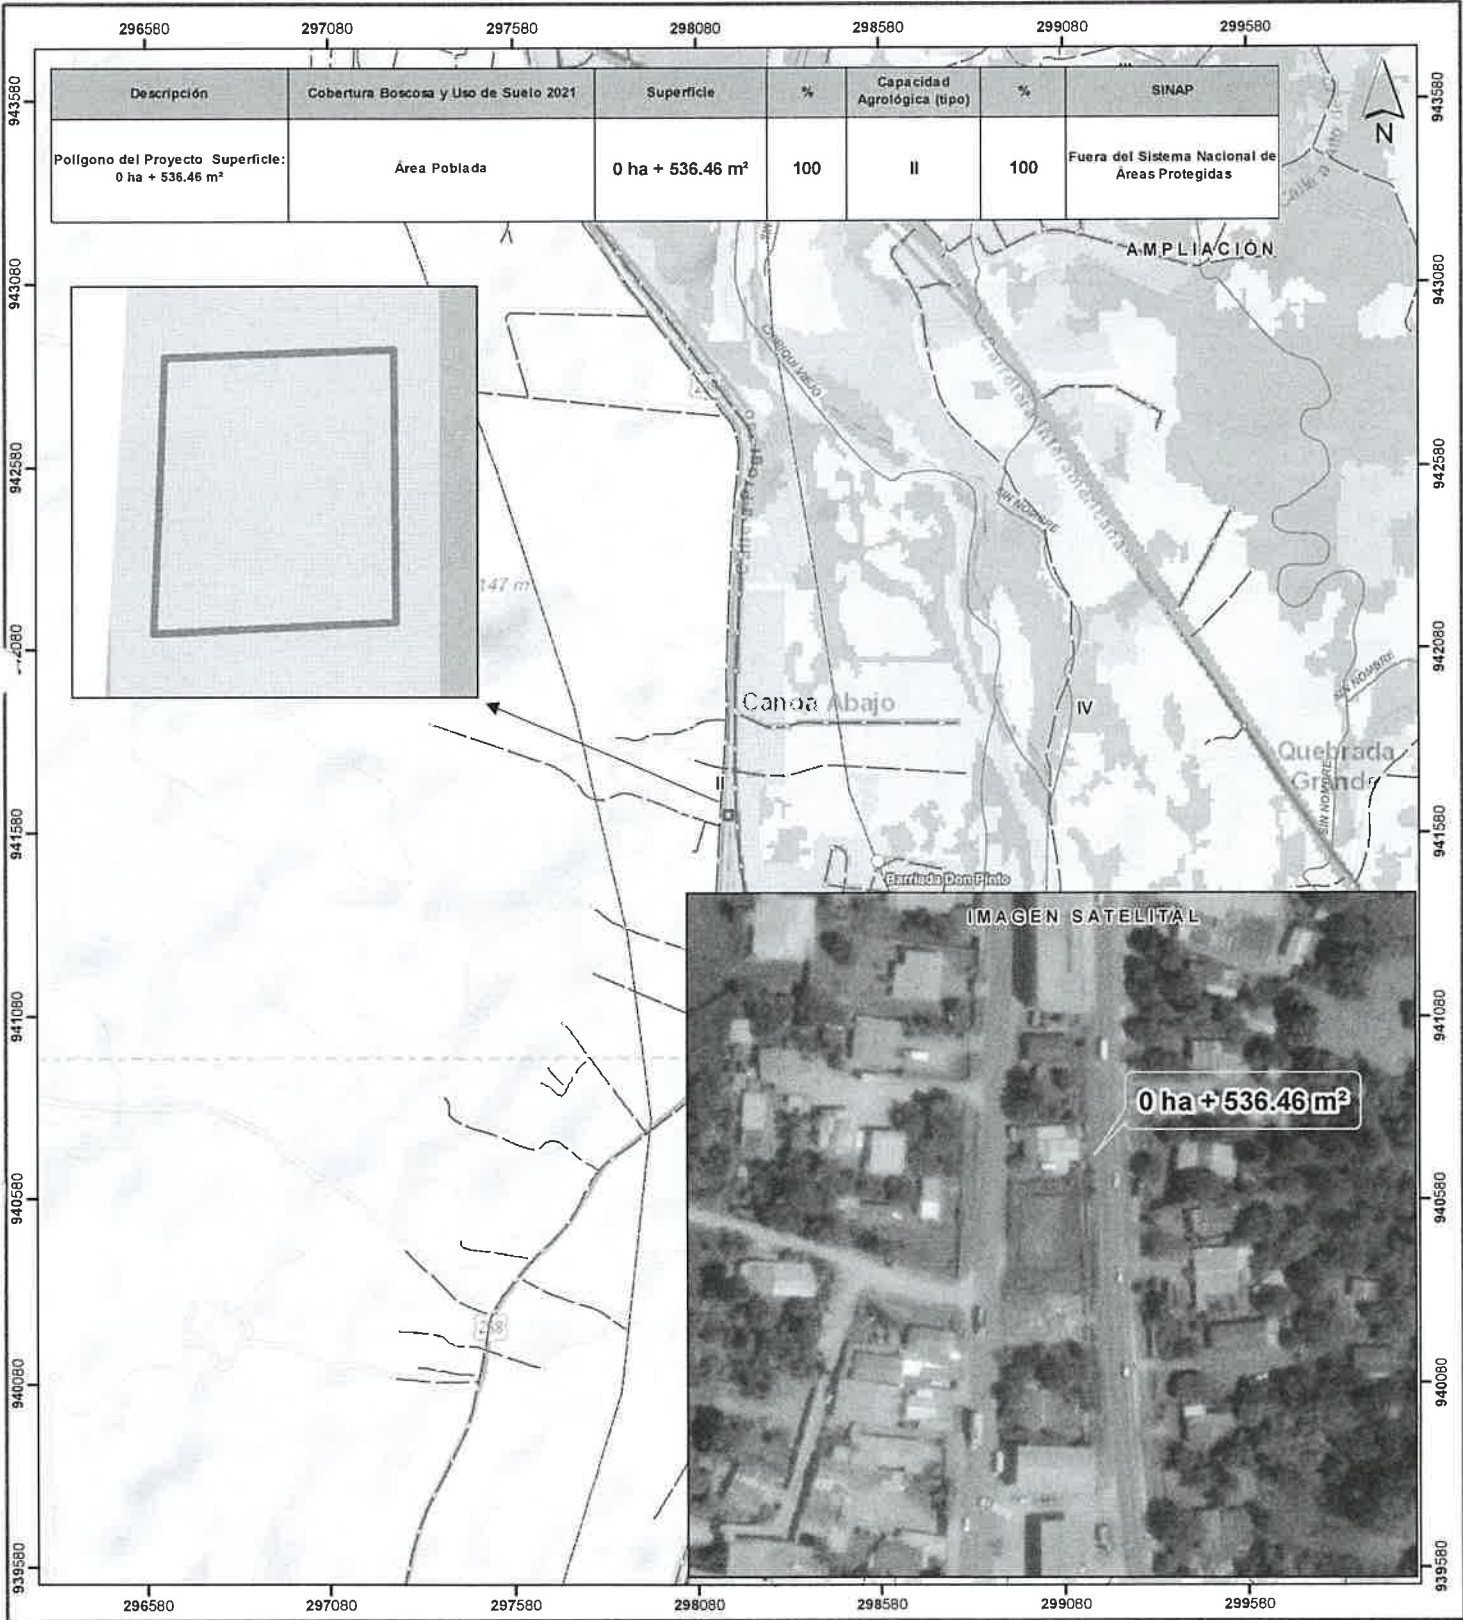 296580 297080 297580 298080 298580 299080 299580
943580
943580
Descripción Cobertura Boscosa y Uso de Suelo 2021 Superficie % Capacidad Agrológica (tipo) % SINAP
Polígono del Proyecto Superficie: 0 ha + 536.46 m² Área Poblada 0 ha + 536.46 m² 100 II 100 Fuera del Sistema Nacional de Áreas Protegidas
N
AMPLIACIÓN
943080
943080
CHIRIQUI VIEJO
Carretera Interamericana
942580
942580
SIN NOMBRE
147 m
942080
SIN NOMBRE
Canoa Abajo
IV
Quebrada
Grande
SIN NOMBRE
II
941580
941580
Barriada Don Pinto
IMAGEN SATELITAL
941080
941080
0 ha + 536.46 m²
940580
940580
940080
940080
939580
939580
296580 297080 297580 298080 298580 299080 299580